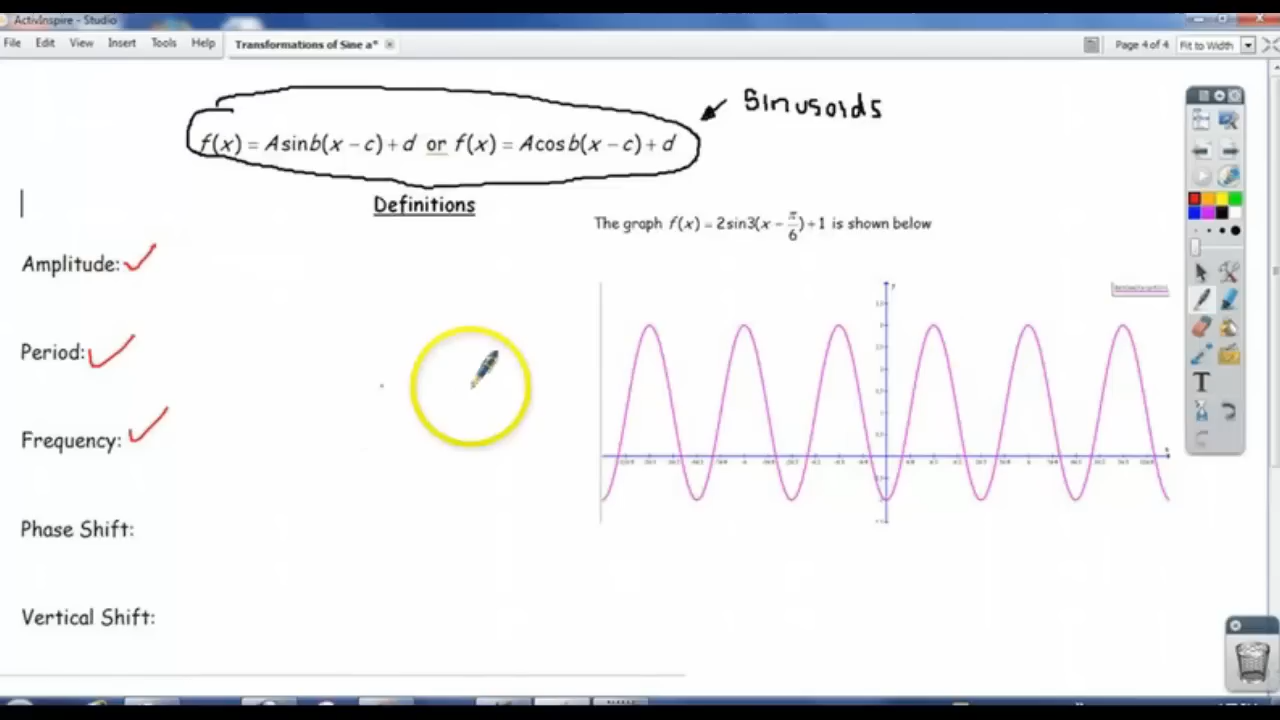 ActivInspire - Studio
File Edit View Insert Tools Help Transformations of Sine a* Page 4 of 4 Fit to Width
Sinusoids
f(x) = Asinb(x − c) + d or f(x) = Acosb(x − c) + d
Definitions
The graph f(x) = 2sin3(x − π/6) + 1 is shown below
Amplitude:
Period:
Frequency:
Phase Shift:
Vertical Shift:
y
T